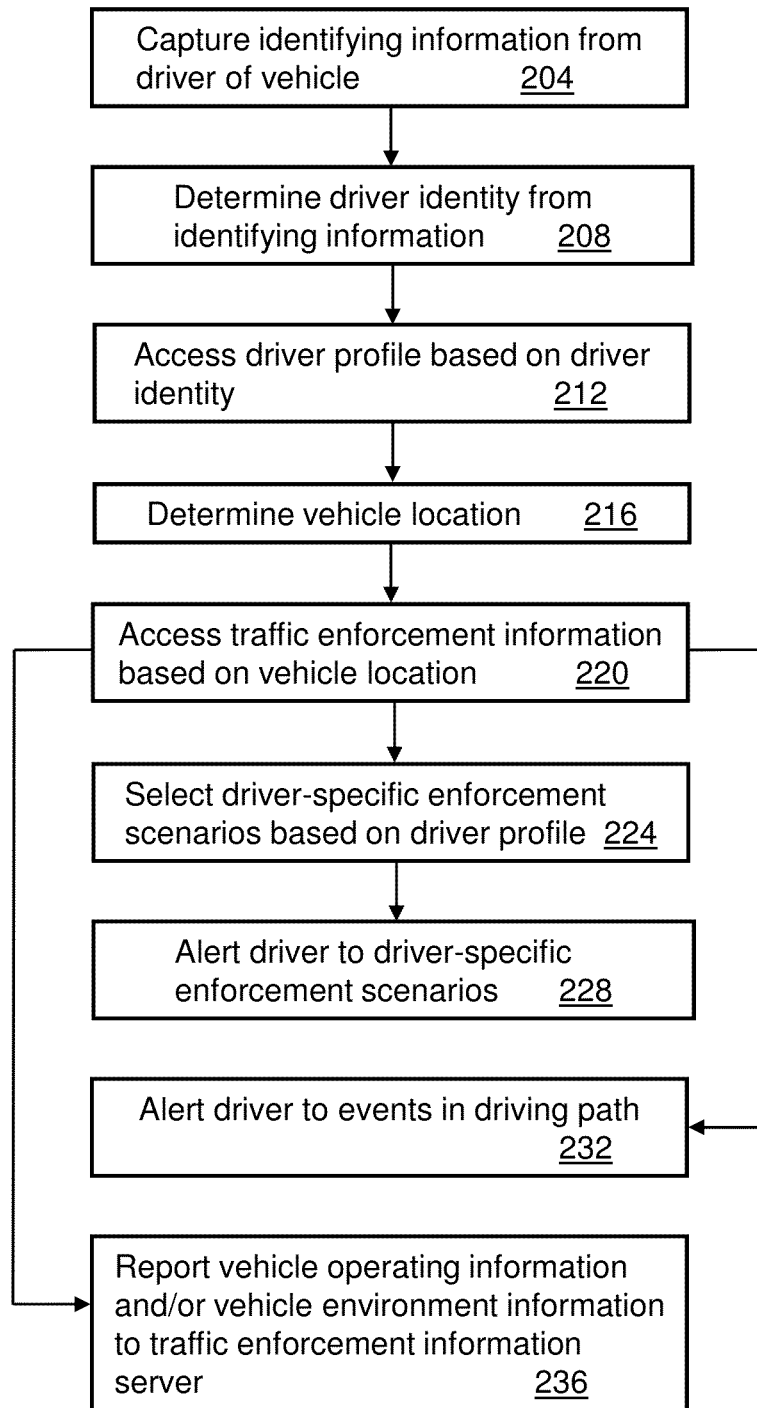 Capture identifying information from
driver of vehicle 204
Determine driver identity from
identifying information 208
Access driver profile based on driver
identity 212
Determine vehicle location 216
Access traffic enforcement information
based on vehicle location 220
Select driver-specific enforcement
scenarios based on driver profile 224
Alert driver to driver-specific
enforcement scenarios 228
Alert driver to events in driving path
232
Report vehicle operating information
and/or vehicle environment information
to traffic enforcement information
server 236